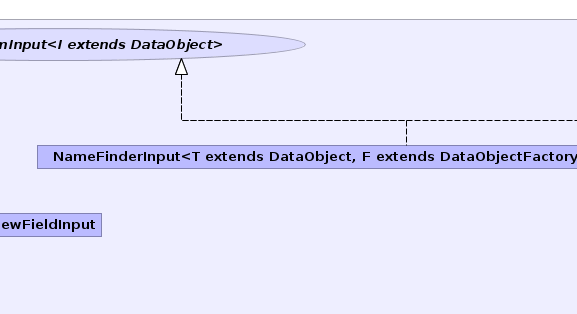 mInput<I extends DataObject>
NameFinderInput<T extends DataObject, F extends DataObjectFactory
ewFieldInput